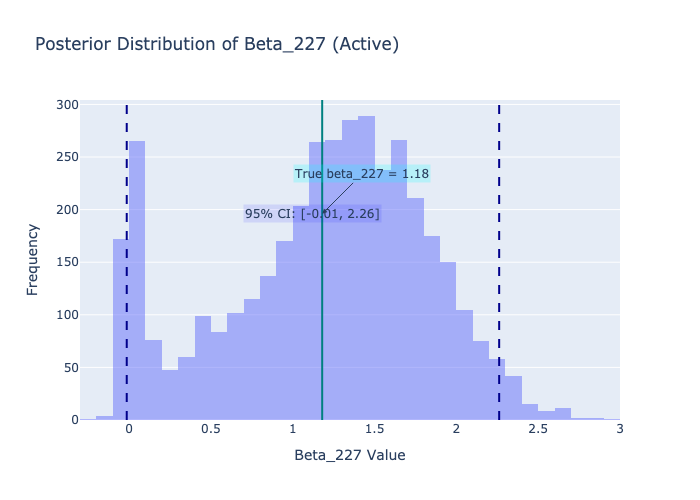 Posterior Distribution of Beta_227 (Active)
300
250
200
150
100
50
0
Frequency
True beta_227 = 1.18
95% CI: [-0.01, 2.26]
0
0.5
1
1.5
2
2.5
3
Beta_227 Value